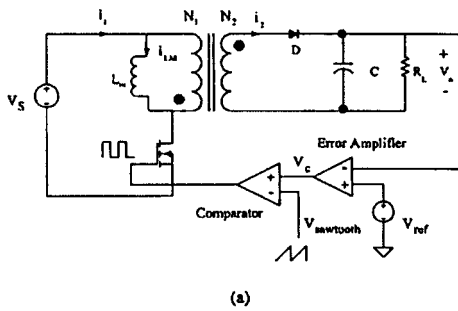 i₁
N₁
N₂
i₂
i_LM
D
L_m
C
R_L
+
V_o
-
V_S
+
-
Error Amplifier
V_C
+
-
-
+
Comparator
V_sawtooth
+
-
V_ref
(a)